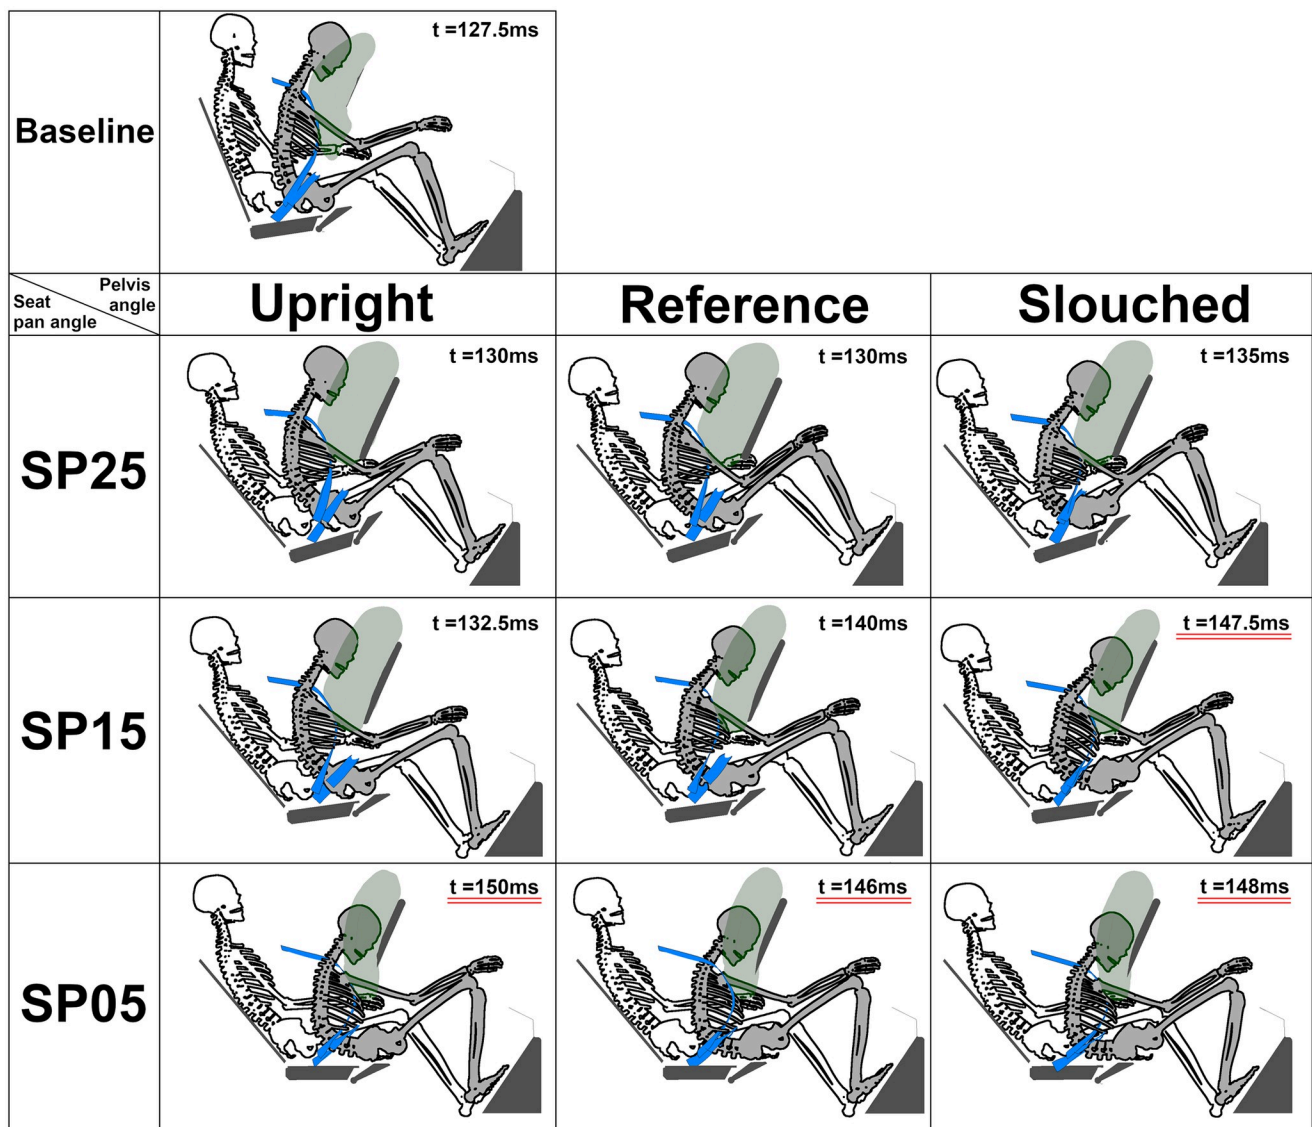 Baseline
t =127.5ms
Pelvis
angle
Seat
pan angle
Upright
Reference
Slouched
SP25
t =130ms
t =130ms
t =135ms
SP15
t =132.5ms
t =140ms
t =147.5ms
SP05
t =150ms
t =146ms
t =148ms